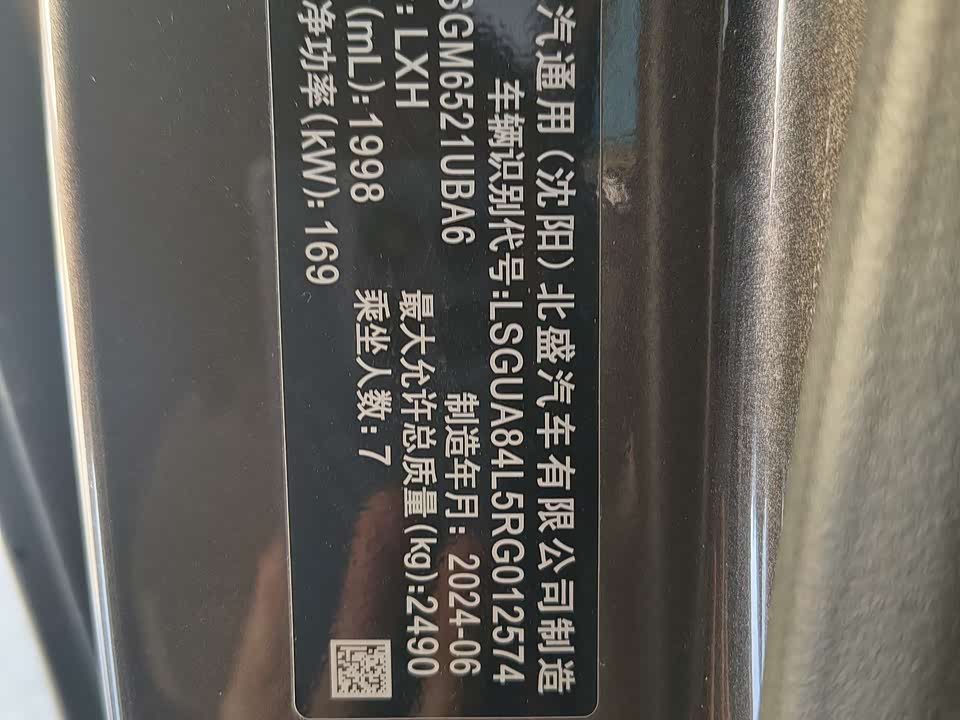 汽通用(沈阳)北盛汽车有限公司制造
车辆识别代号:LSGUA84L5RG012574
SGM6521UBA6 制造年月: 2024-06
: LXH 最大允许总质量(kg):2490
(mL): 1998 乘坐人数: 7
净功率(kW): 169